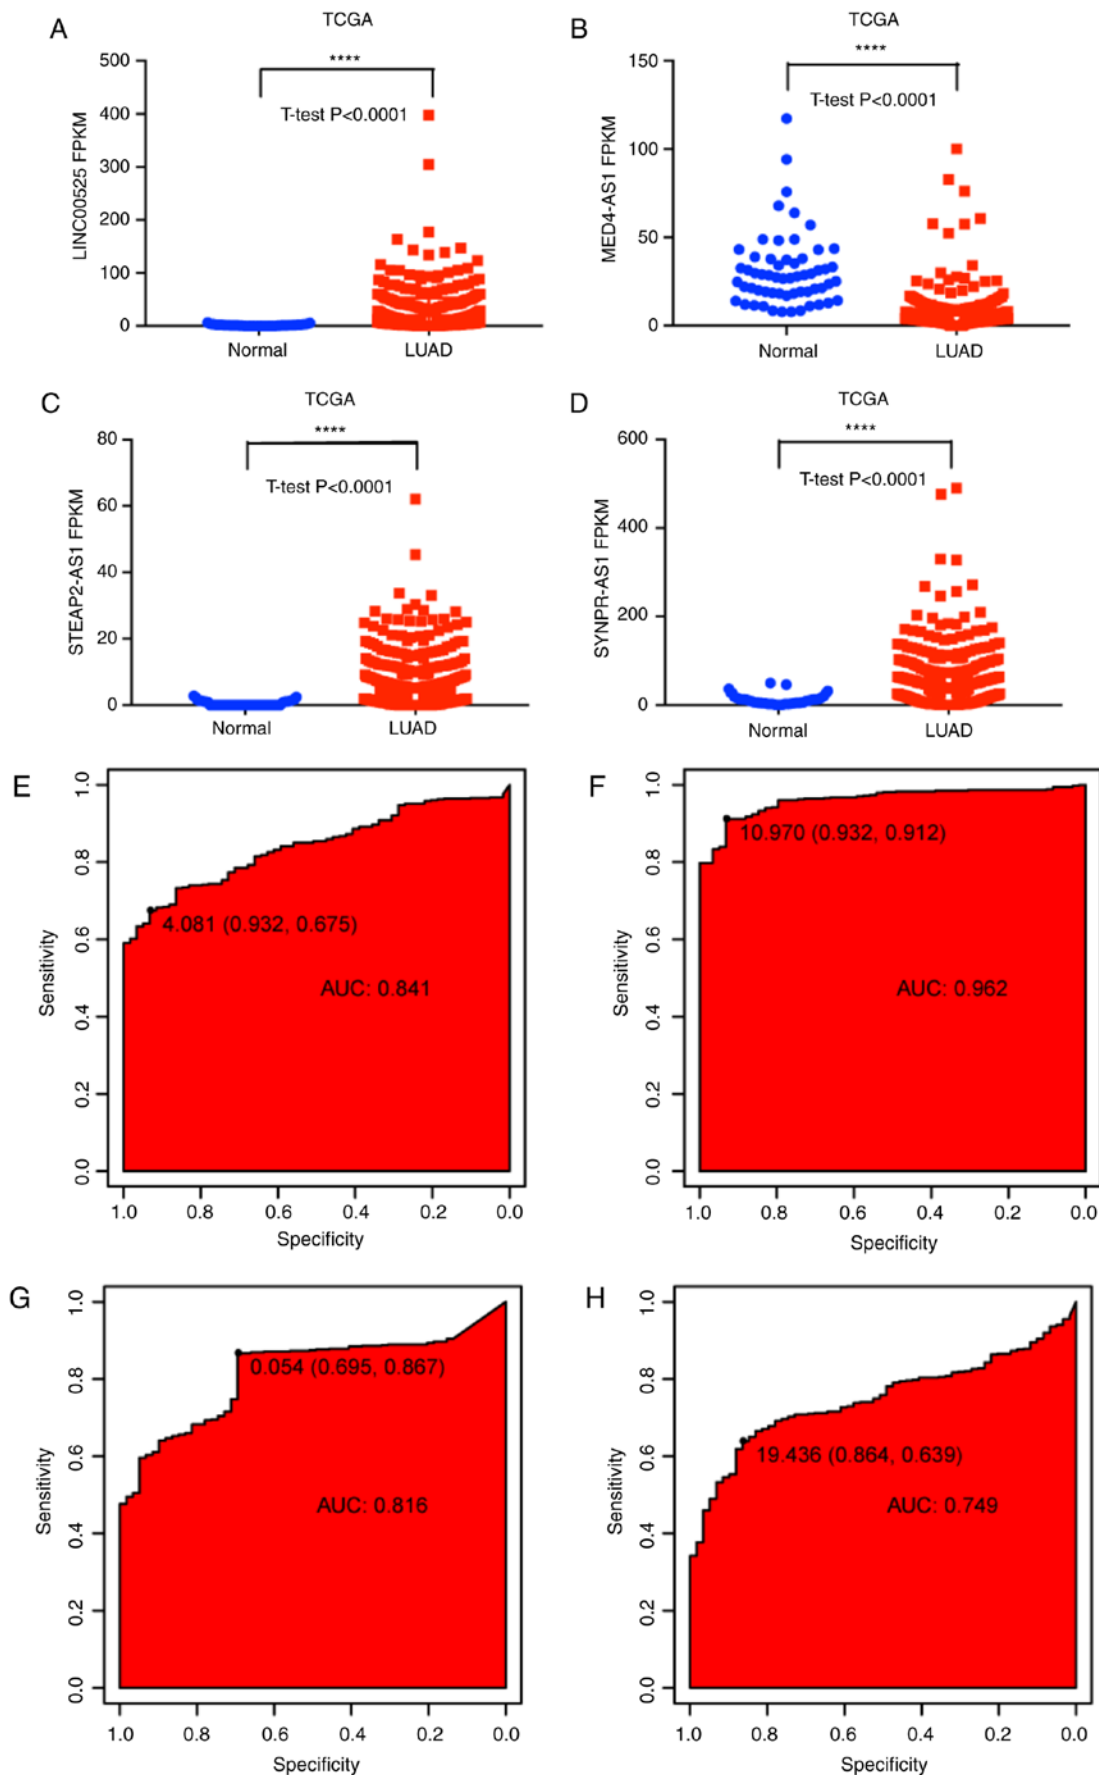 A
TCGA
****
T-test P<0.0001
LINC00525 FPKM
500
400
300
200
100
0
Normal
LUAD
B
TCGA
****
T-test P<0.0001
MED4-AS1 FPKM
150
100
50
0
Normal
LUAD
C
TCGA
****
T-test P<0.0001
STEAP2-AS1 FPKM
80
60
40
20
0
Normal
LUAD
D
TCGA
****
T-test P<0.0001
SYNPR-AS1 FPKM
600
400
200
0
Normal
LUAD
E
Sensitivity
1.0
0.8
0.6
0.4
0.2
0.0
4.081 (0.932, 0.675)
AUC: 0.841
1.0 0.8 0.6 0.4 0.2 0.0
Specificity
F
Sensitivity
1.0
0.8
0.6
0.4
0.2
0.0
10.970 (0.932, 0.912)
AUC: 0.962
1.0 0.8 0.6 0.4 0.2 0.0
Specificity
G
Sensitivity
1.0
0.8
0.6
0.4
0.2
0.0
0.054 (0.695, 0.867)
AUC: 0.816
1.0 0.8 0.6 0.4 0.2 0.0
Specificity
H
Sensitivity
1.0
0.8
0.6
0.4
0.2
0.0
19.436 (0.864, 0.639)
AUC: 0.749
1.0 0.8 0.6 0.4 0.2 0.0
Specificity